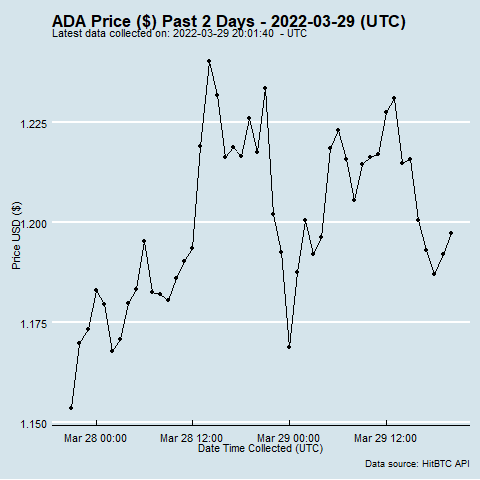 ADA Price ($) Past 2 Days - 2022-03-29 (UTC)
Latest data collected on: 2022-03-29 20:01:40  - UTC
1.225
1.200
1.175
1.150
Price USD ($)
Mar 28 00:00 Mar 28 12:00 Mar 29 00:00 Mar 29 12:00
Date Time Collected (UTC)
Data source: HitBTC API